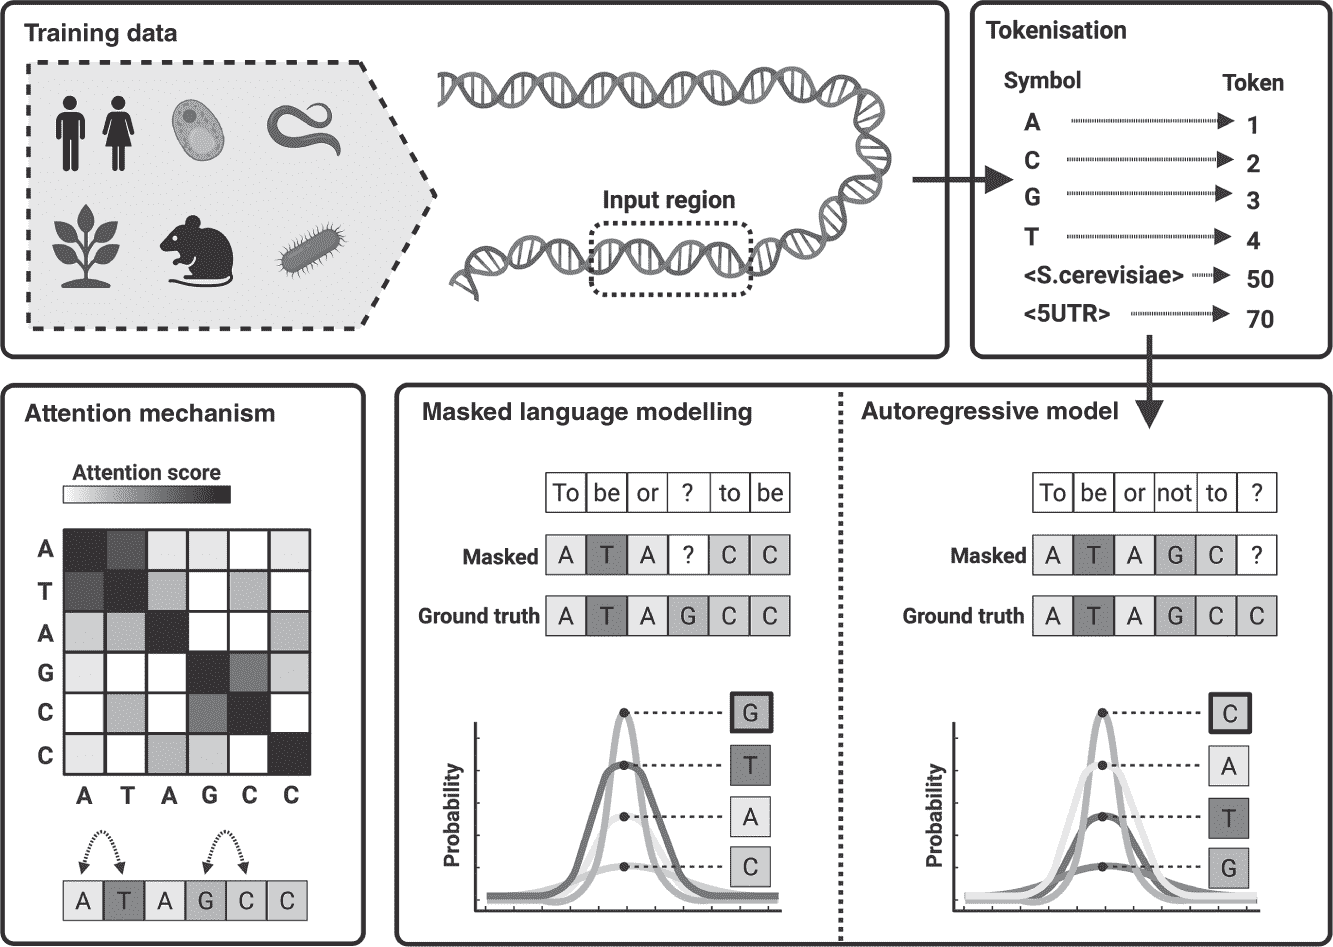 Training data
Input region
Tokenisation
Symbol Token
A 1
C 2
G 3
T 4
<S.cerevisiae> 50
<5UTR> 70
Attention mechanism
Attention score
A
T
A
G
C
C
A T A G C C
A T A G C C
Masked language modelling
To be or ? to be
Masked A T A ? C C
Ground truth A T A G C C
Probability
G
T
A
C
Autoregressive model
To be or not to ?
Masked A T A G C ?
Ground truth A T A G C C
Probability
C
A
T
G